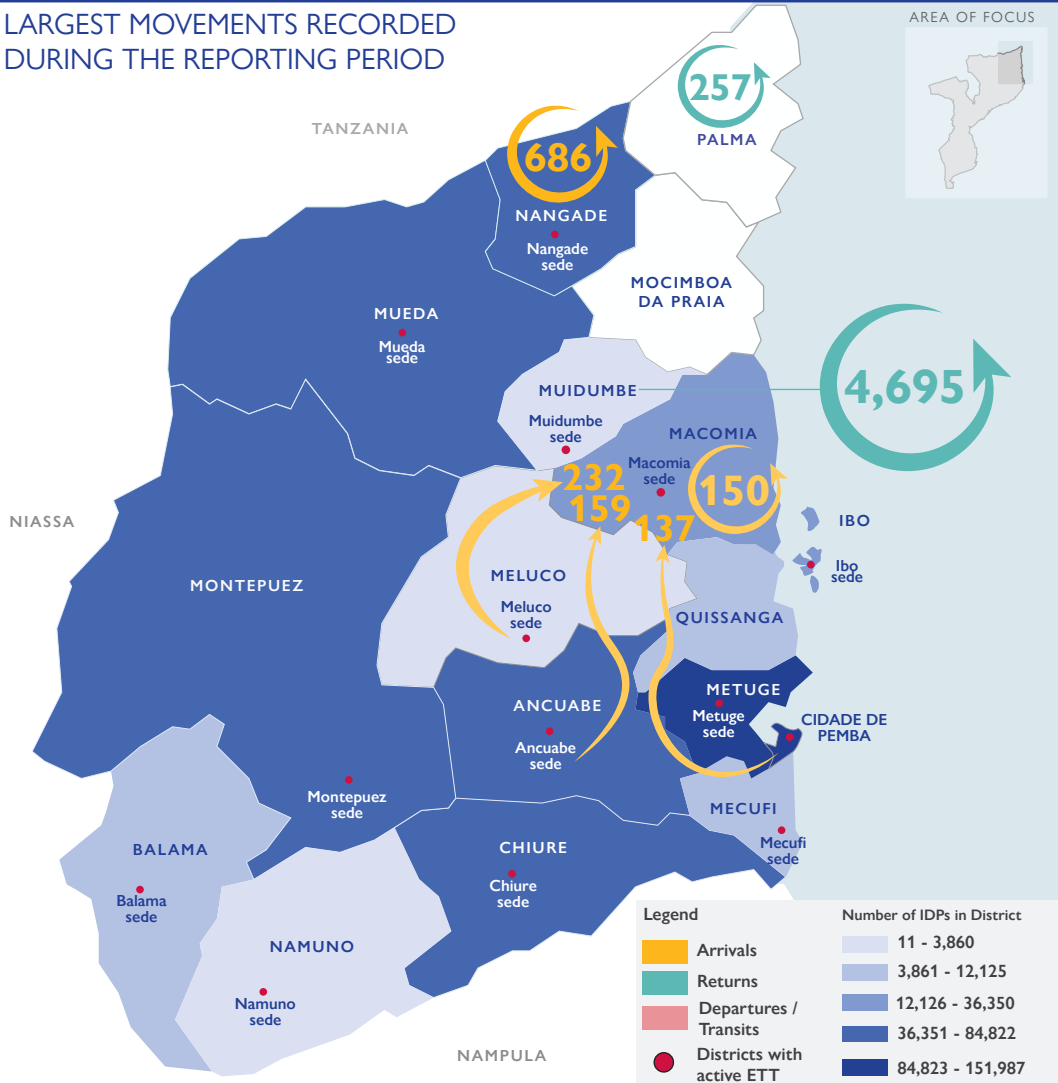 LARGEST MOVEMENTS RECORDED
DURING THE REPORTING PERIOD
AREA OF FOCUS
TANZANIA
257
PALMA
686
NANGADE
Nangade
sede
MOCIMBOA
DA PRAIA
MUEDA
Mueda
sede
MUIDUMBE
4,695
Muidumbe
sede
MACOMIA
Macomia
sede
232
159
137
150
NIASSA
IBO
Ibo
sede
MONTEPUEZ
MELUCO
Meluco
sede
QUISSANGA
ANCUABE
Ancuabe
sede
METUGE
Metuge
sede
CIDADE DE
PEMBA
Montepuez
sede
MECUFI
Mecufi
sede
BALAMA
Balama
sede
CHIURE
Chiure
sede
NAMUNO
Namuno
sede
NAMPULA
Legend
Arrivals
Returns
Departures /
Transits
Districts with
active ETT
Number of IDPs in District
11 - 3,860
3,861 - 12,125
12,126 - 36,350
36,351 - 84,822
84,823 - 151,987